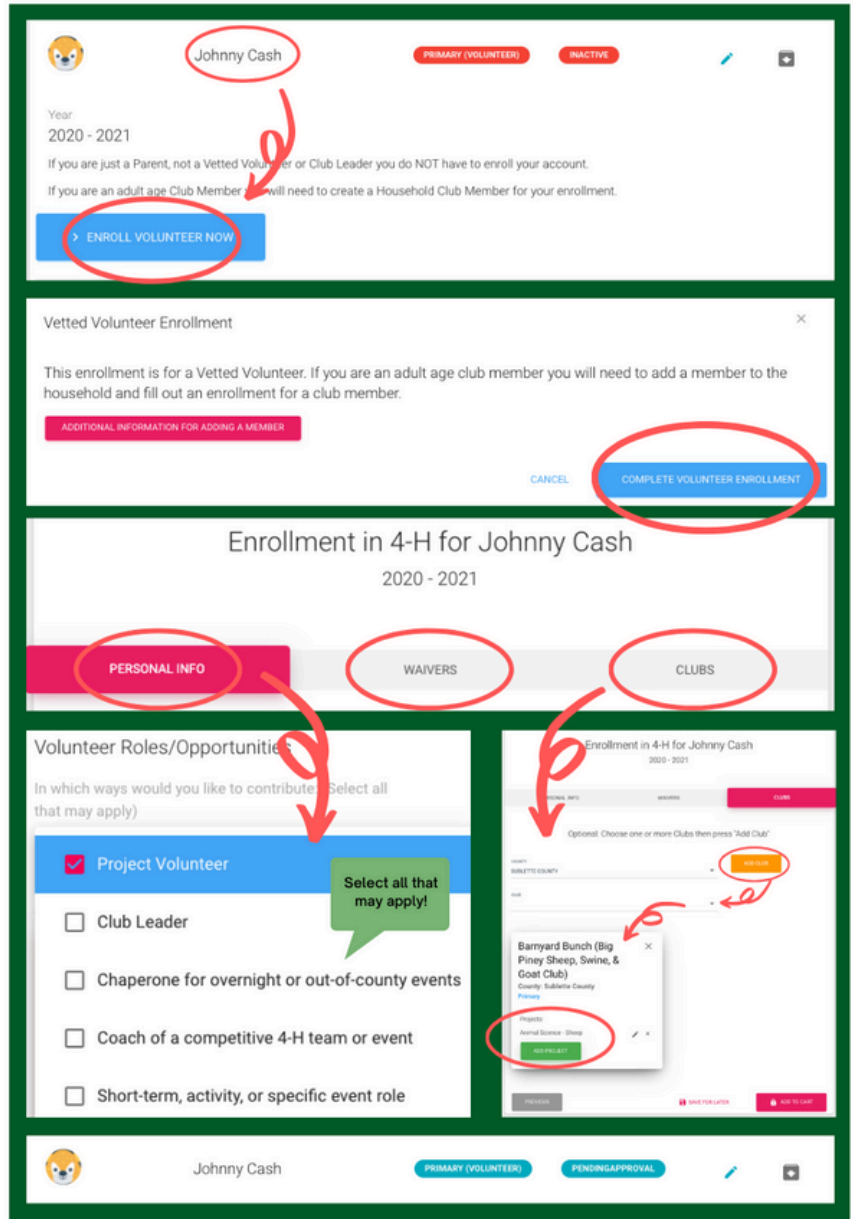 Johnny Cash
PRIMARY (VOLUNTEER)
INACTIVE
Year
2020 - 2021
If you are just a Parent, not a Vetted Volunteer or Club Leader you do NOT have to enroll your account.
If you are an adult age Club Member you will need to create a Household Club Member for your enrollment.
> ENROLL VOLUNTEER NOW
Vetted Volunteer Enrollment
×
This enrollment is for a Vetted Volunteer. If you are an adult age club member you will need to add a member to the
household and fill out an enrollment for a club member.
ADDITIONAL INFORMATION FOR ADDING A MEMBER
CANCEL
COMPLETE VOLUNTEER ENROLLMENT
Enrollment in 4-H for Johnny Cash
2020 - 2021
PERSONAL INFO
WAIVERS
CLUBS
Volunteer Roles/Opportunities
In which ways would you like to contribute: Select all
that may apply)
Project Volunteer
Club Leader
Chaperone for overnight or out-of-county events
Coach of a competitive 4-H team or event
Short-term, activity, or specific event role
Select all that
may apply!
Enrollment in 4-H for Johnny Cash
2020 - 2021
PERSONAL INFO
WAIVERS
CLUBS
Optional: Choose one or more Clubs then press "Add Club"
COUNTY
SUBLETTE COUNTY
ADD CLUB
CLUB
Barnyard Bunch (Big
Piney Sheep, Swine, &
Goat Club)
County: Sublette County
Primary
Projects:
Animal Science - Sheep
ADD PROJECT
PREVIOUS
SAVE FOR LATER
ADD TO CART
Johnny Cash
PRIMARY (VOLUNTEER)
PENDINGAPPROVAL